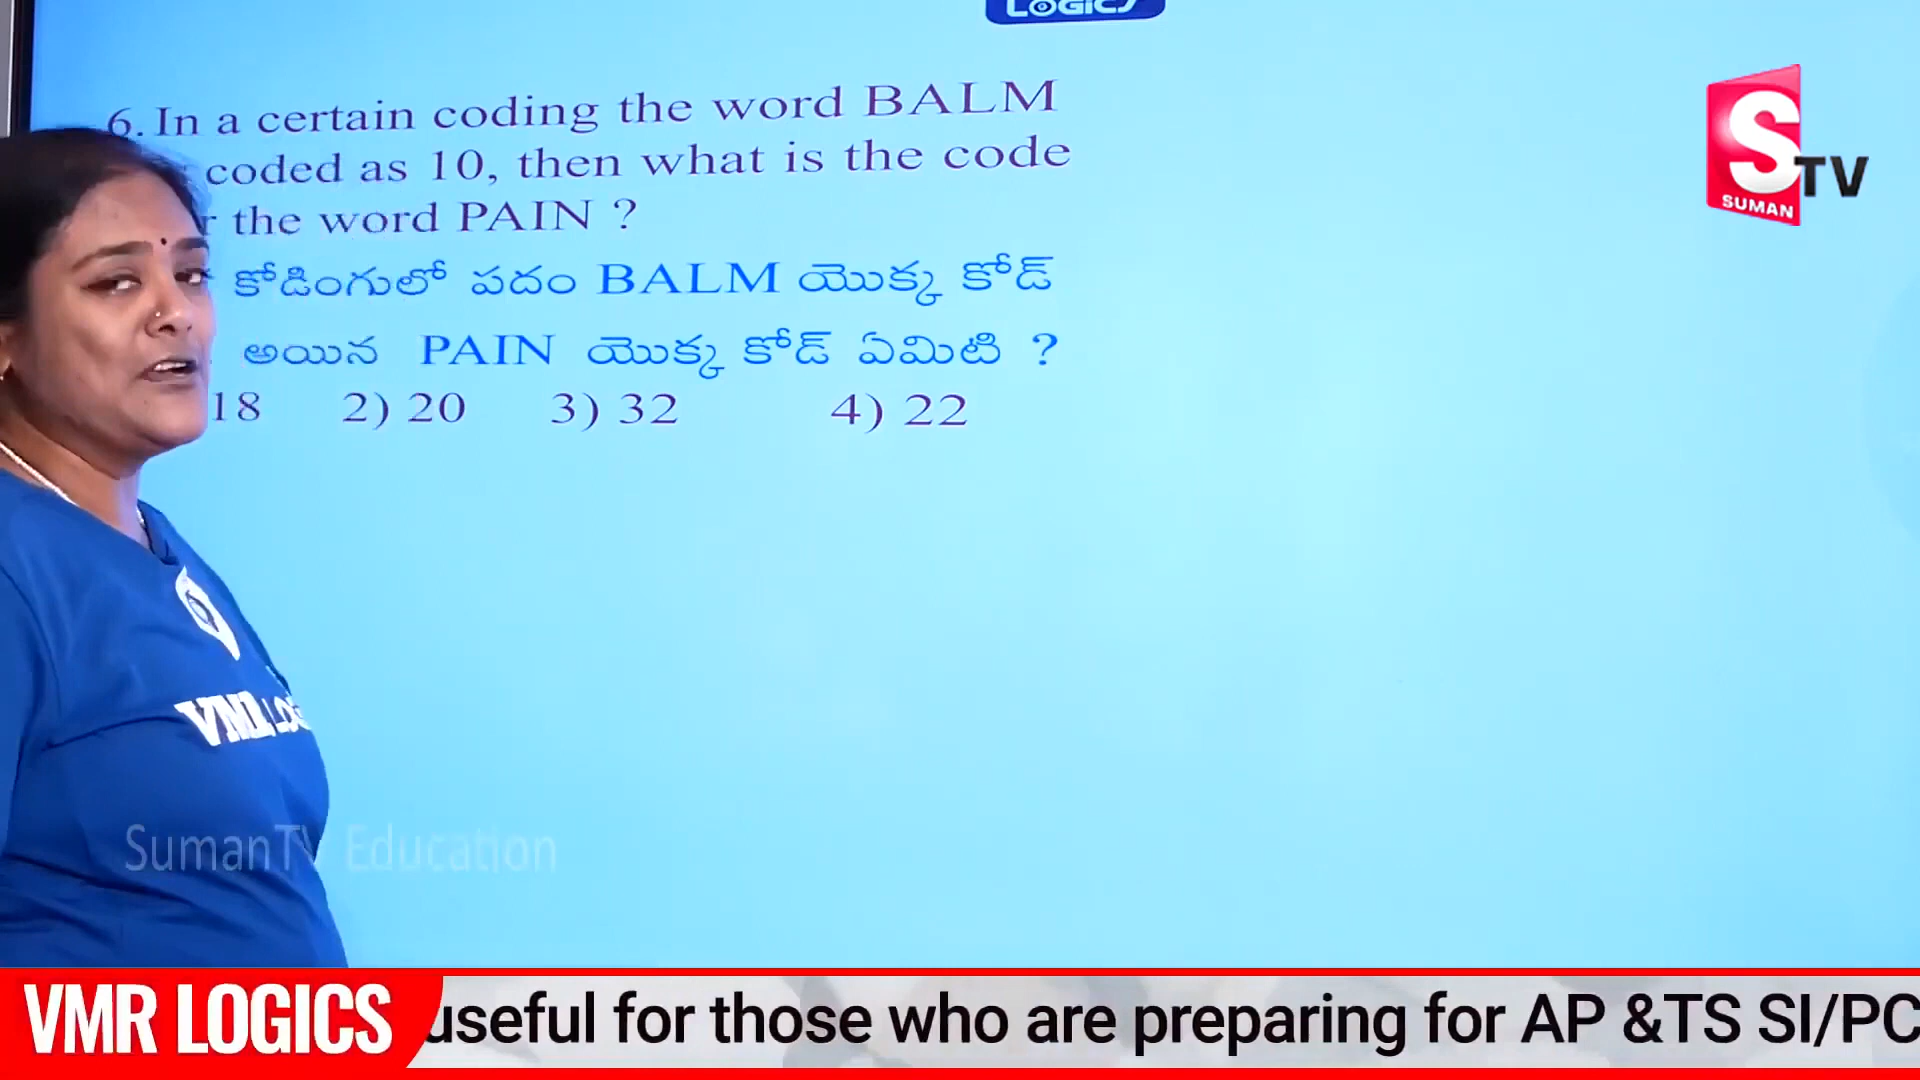 LOGICS
6. In a certain coding the word BALM
coded as 10, then what is the code
r the word PAIN ?
కోడింగులో పదం BALM యొక్క కోడ్
అయిన PAIN యొక్క కోడ్ ఏమిటి ?
18 2) 20 3) 32 4) 22
S TV
SUMAN
VMR LOGICS
SumanTV Education
VMR LOGICS
useful for those who are preparing for AP &TS SI/PC